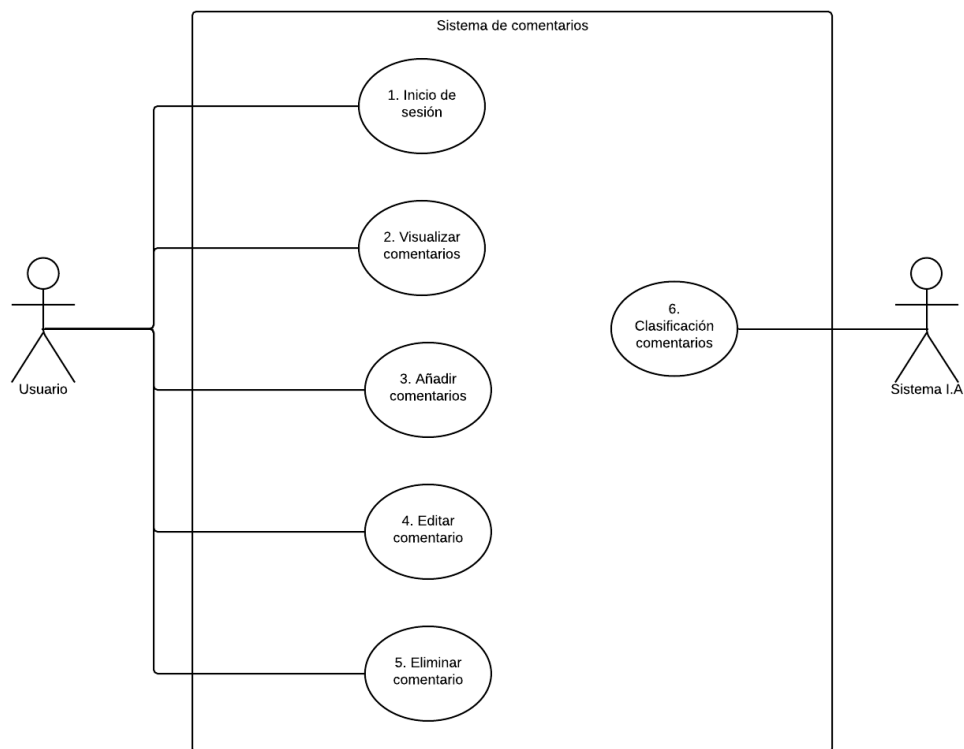 Sistema de comentarios
1. Inicio de
sesión
2. Visualizar
comentarios
6.
Clasificación
comentarios
3. Añadir
comentarios
Usuario
Sistema I.A
4. Editar
comentario
5. Eliminar
comentario